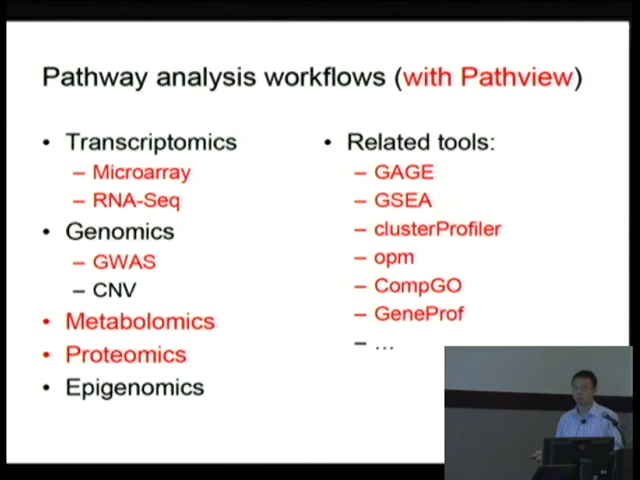 Pathway analysis workflows (with Pathview)
• Transcriptomics
– Microarray
– RNA-Seq
• Genomics
– GWAS
– CNV
• Metabolomics
• Proteomics
• Epigenomics
• Related tools:
– GAGE
– GSEA
– clusterProfiler
– opm
– CompGO
– GeneProf
– ...